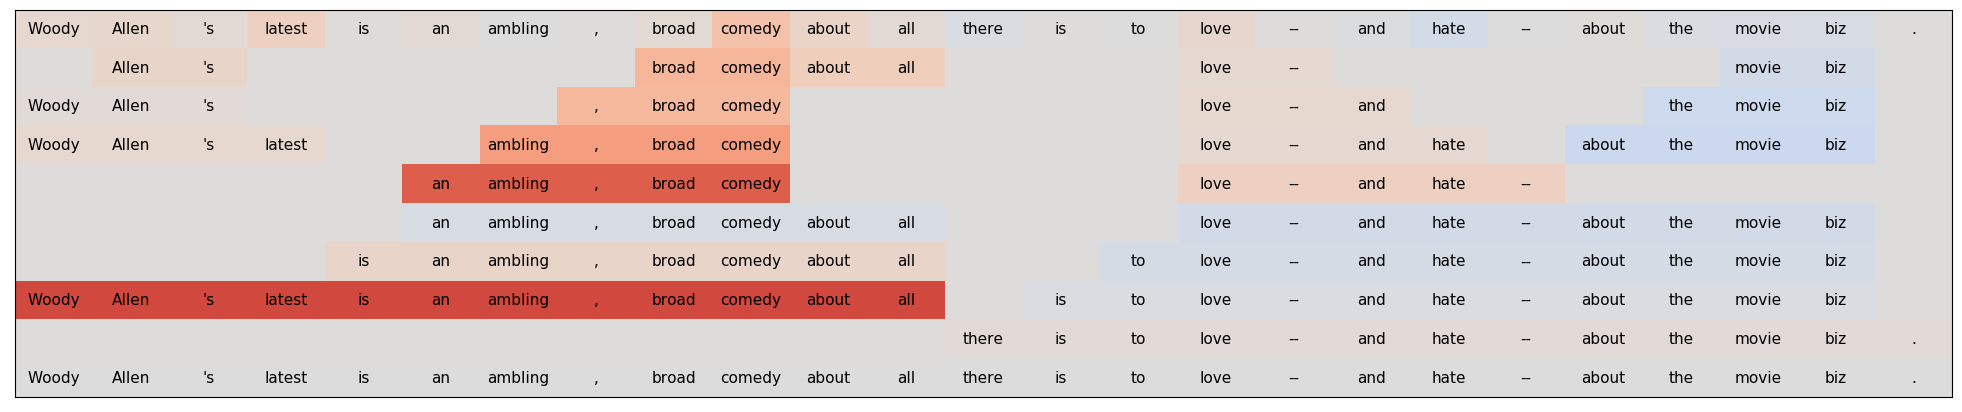 Woody Allen 's latest is an ambling , broad comedy about all there is to love -- and hate -- about the movie biz .
Allen 's broad comedy about all love -- movie biz
Woody Allen 's , broad comedy love -- and the movie biz
Woody Allen 's latest ambling , broad comedy love -- and hate about the movie biz
an ambling , broad comedy love -- and hate --
an ambling , broad comedy about all love -- and hate -- about the movie biz
is an ambling , broad comedy about all to love -- and hate -- about the movie biz
Woody Allen 's latest is an ambling , broad comedy about all is to love -- and hate -- about the movie biz
there is to love -- and hate -- about the movie biz .
Woody Allen 's latest is an ambling , broad comedy about all there is to love -- and hate -- about the movie biz .